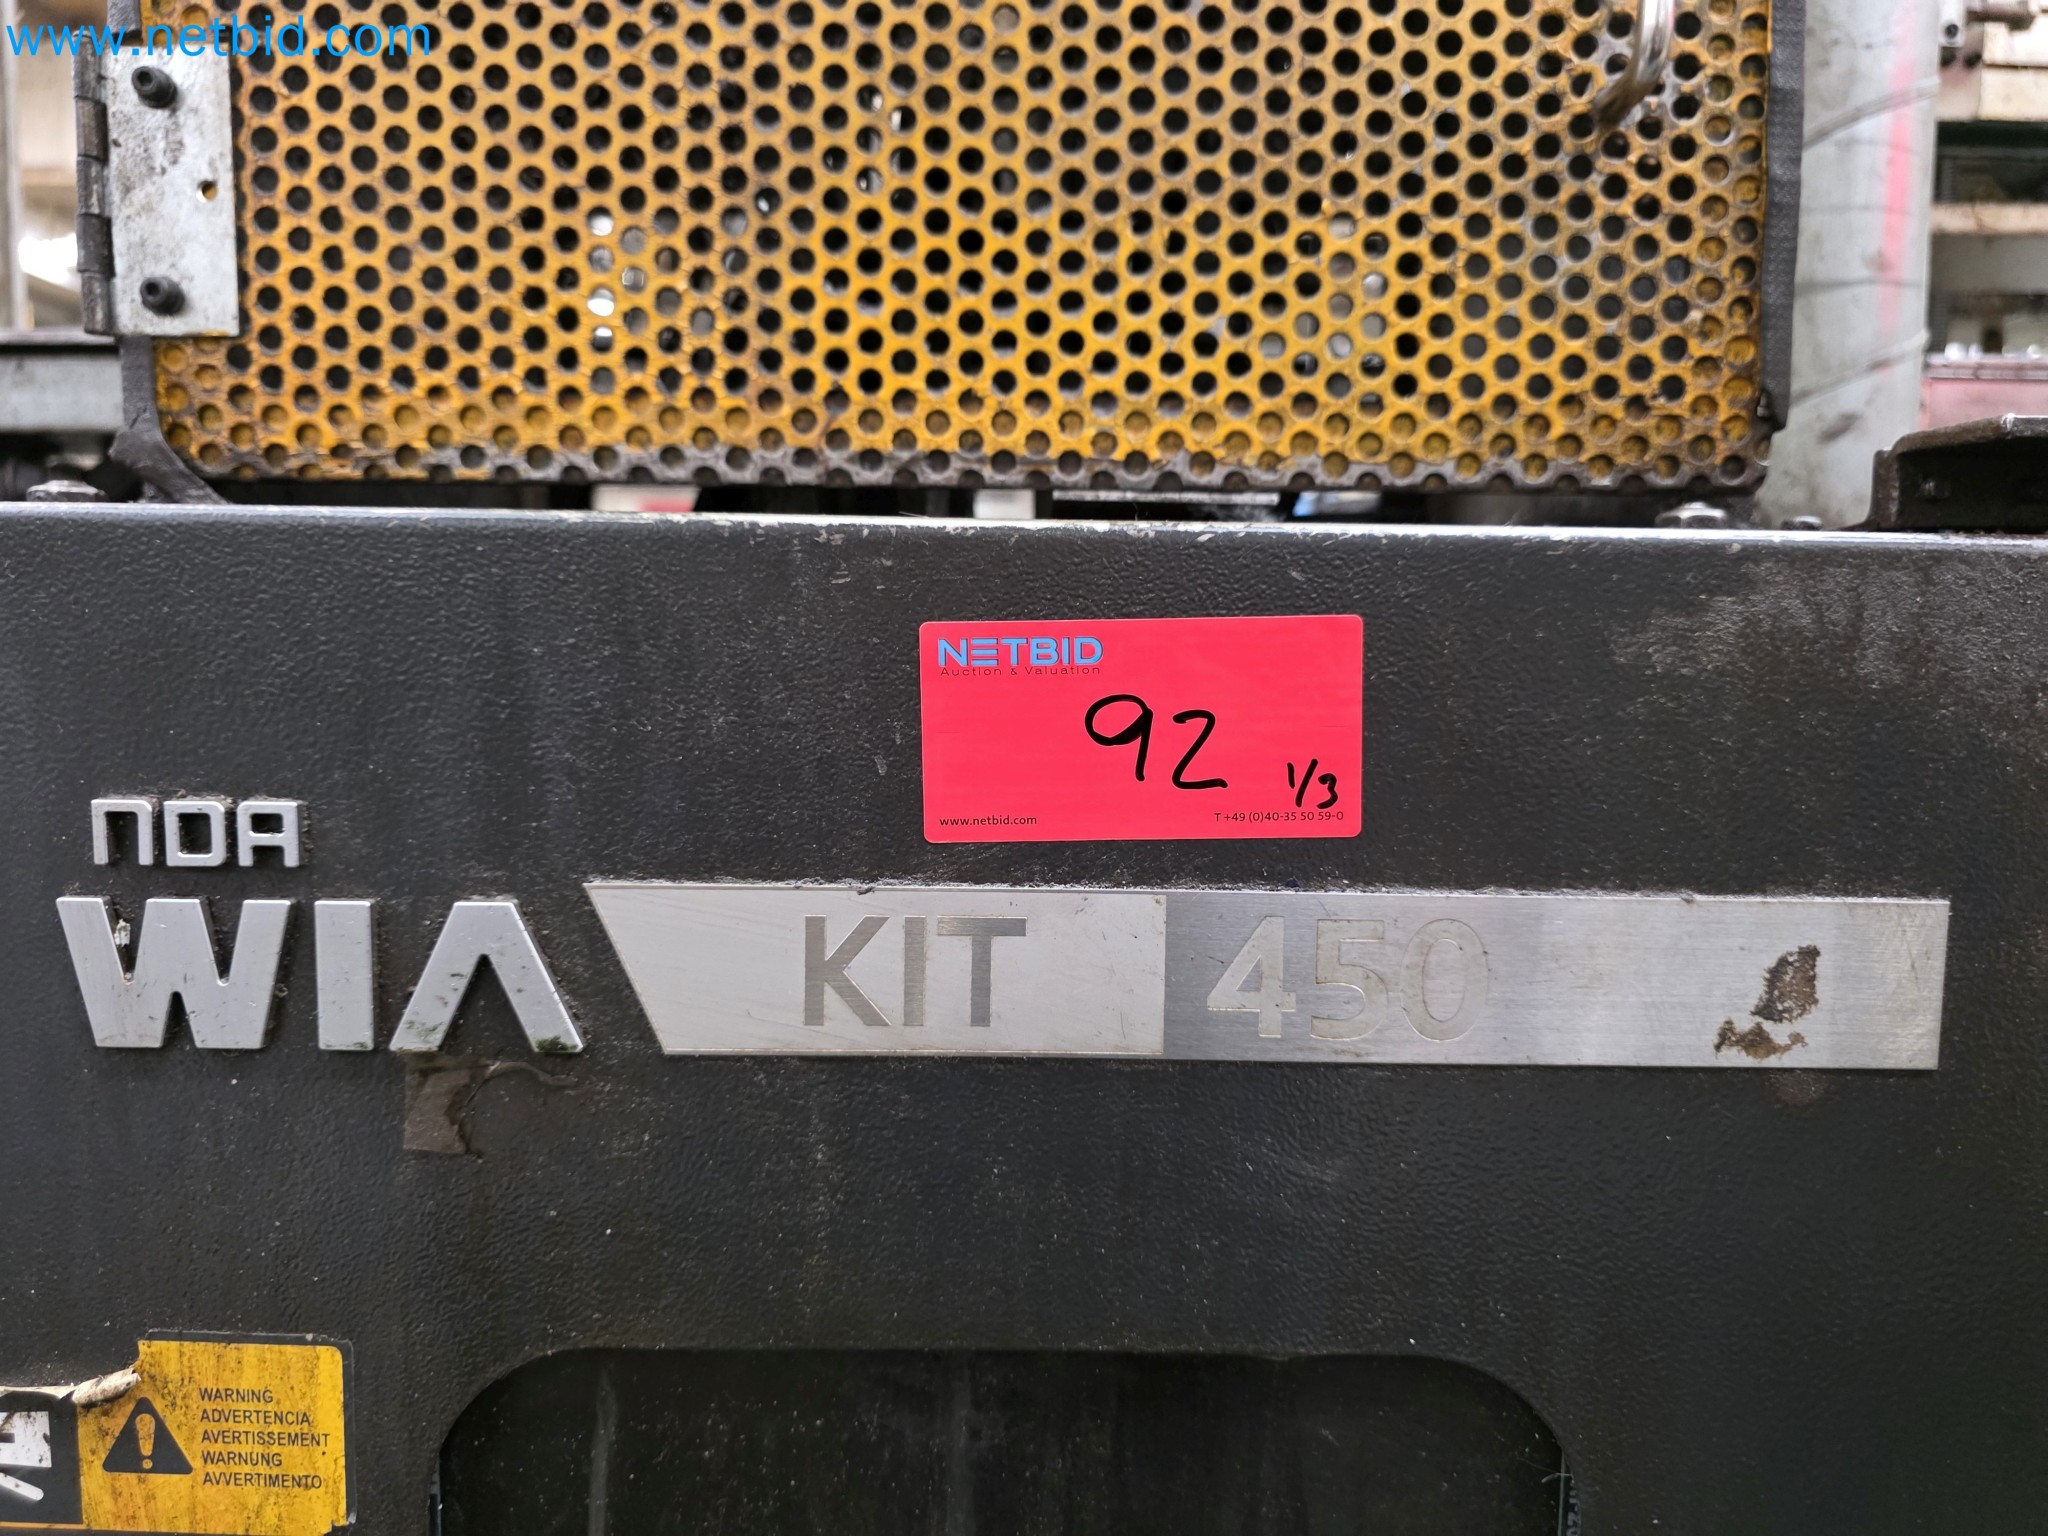 www.netbid.com
NETBID
Auction & Valuation
92
1/3
www.netbid.com
T +49 (0)40-35 50 59-0
NDA
WIA
KIT 450
WARNING
ADVERTENCIA
AVERTISSEMENT
WARNUNG
AVVERTIMENTO